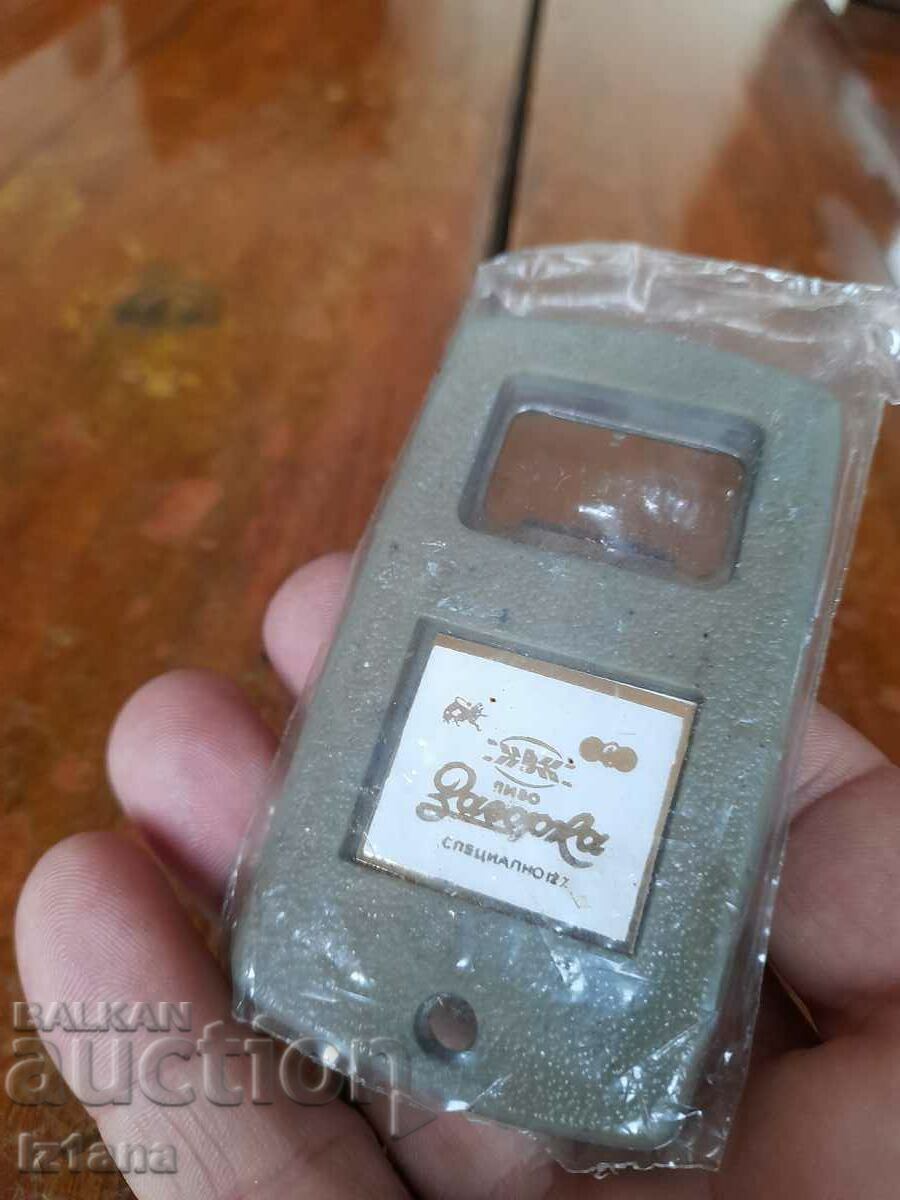 ПИВО
Загорка
СПЕЦИАЛНО 12%
BALKAN
auction
iz1ana